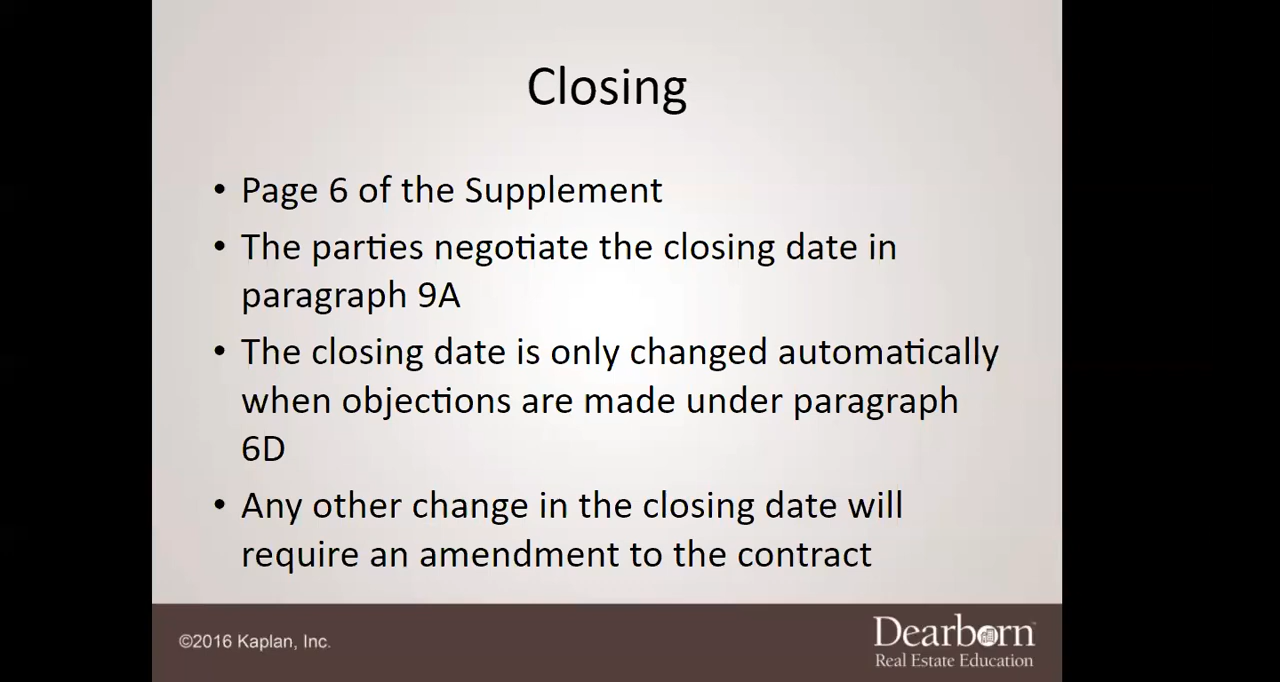 Closing
• Page 6 of the Supplement
• The parties negotiate the closing date in
paragraph 9A
• The closing date is only changed automatically
when objections are made under paragraph
6D
• Any other change in the closing date will
require an amendment to the contract
©2016 Kaplan, Inc.
Dearborn™
Real Estate Education